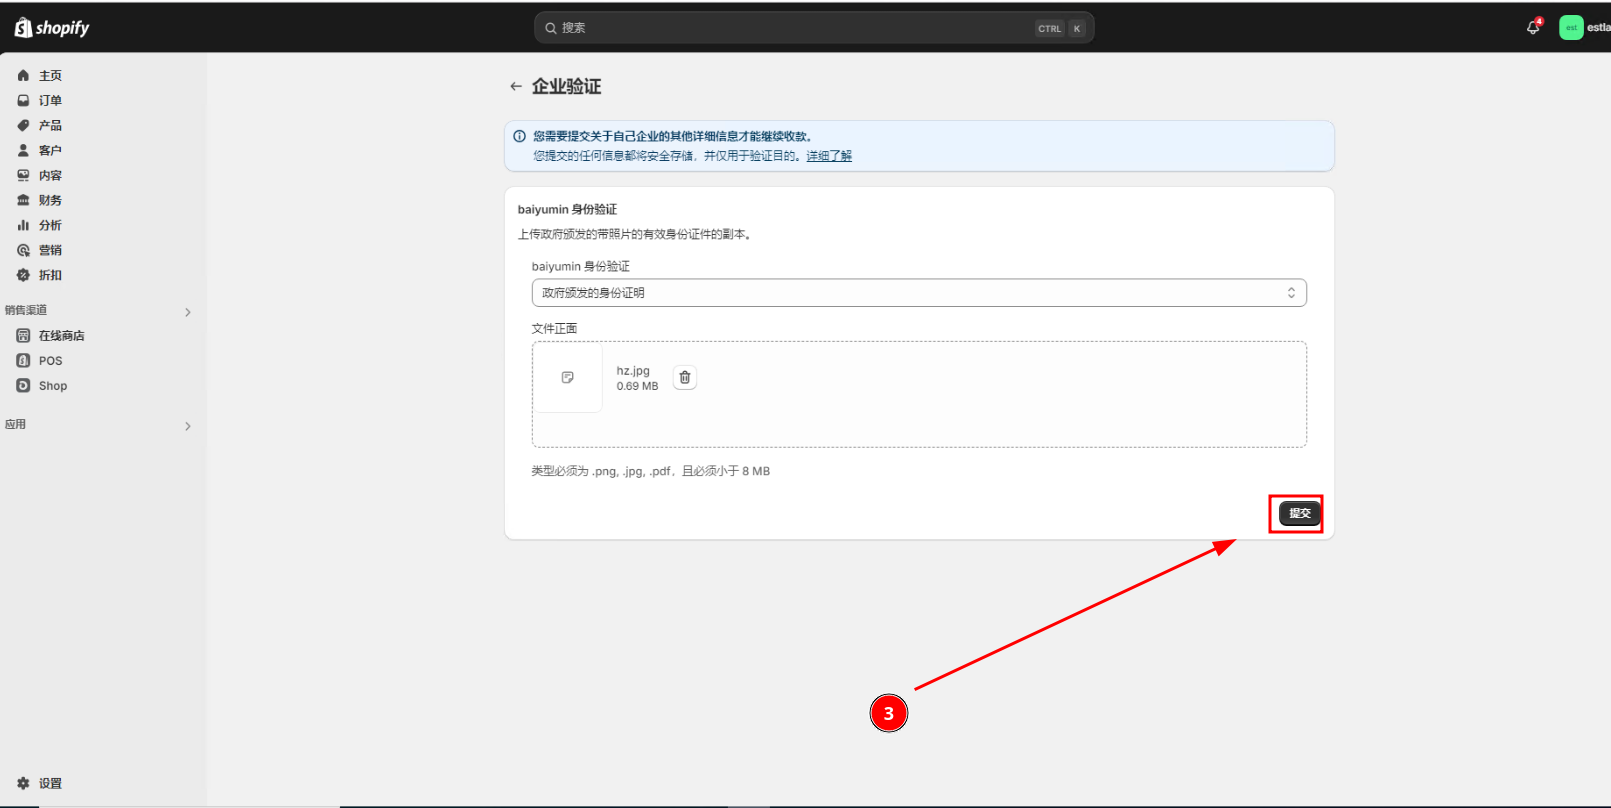 shopify
搜索
CTRL K
4
est
estla
主页
订单
产品
客户
内容
财务
分析
营销
折扣
销售渠道
在线商店
POS
Shop
应用
设置
企业验证
您需要提交关于自己企业的其他详细信息才能继续收款。
您提交的任何信息都将安全存储，并仅用于验证目的。详细了解
baiyumin 身份验证
上传政府颁发的带照片的有效身份证件的副本。
baiyumin 身份验证
政府颁发的身份证明
文件正面
hz.jpg
0.69 MB
类型必须为 .png, .jpg, .pdf，且必须小于 8 MB
提交
3